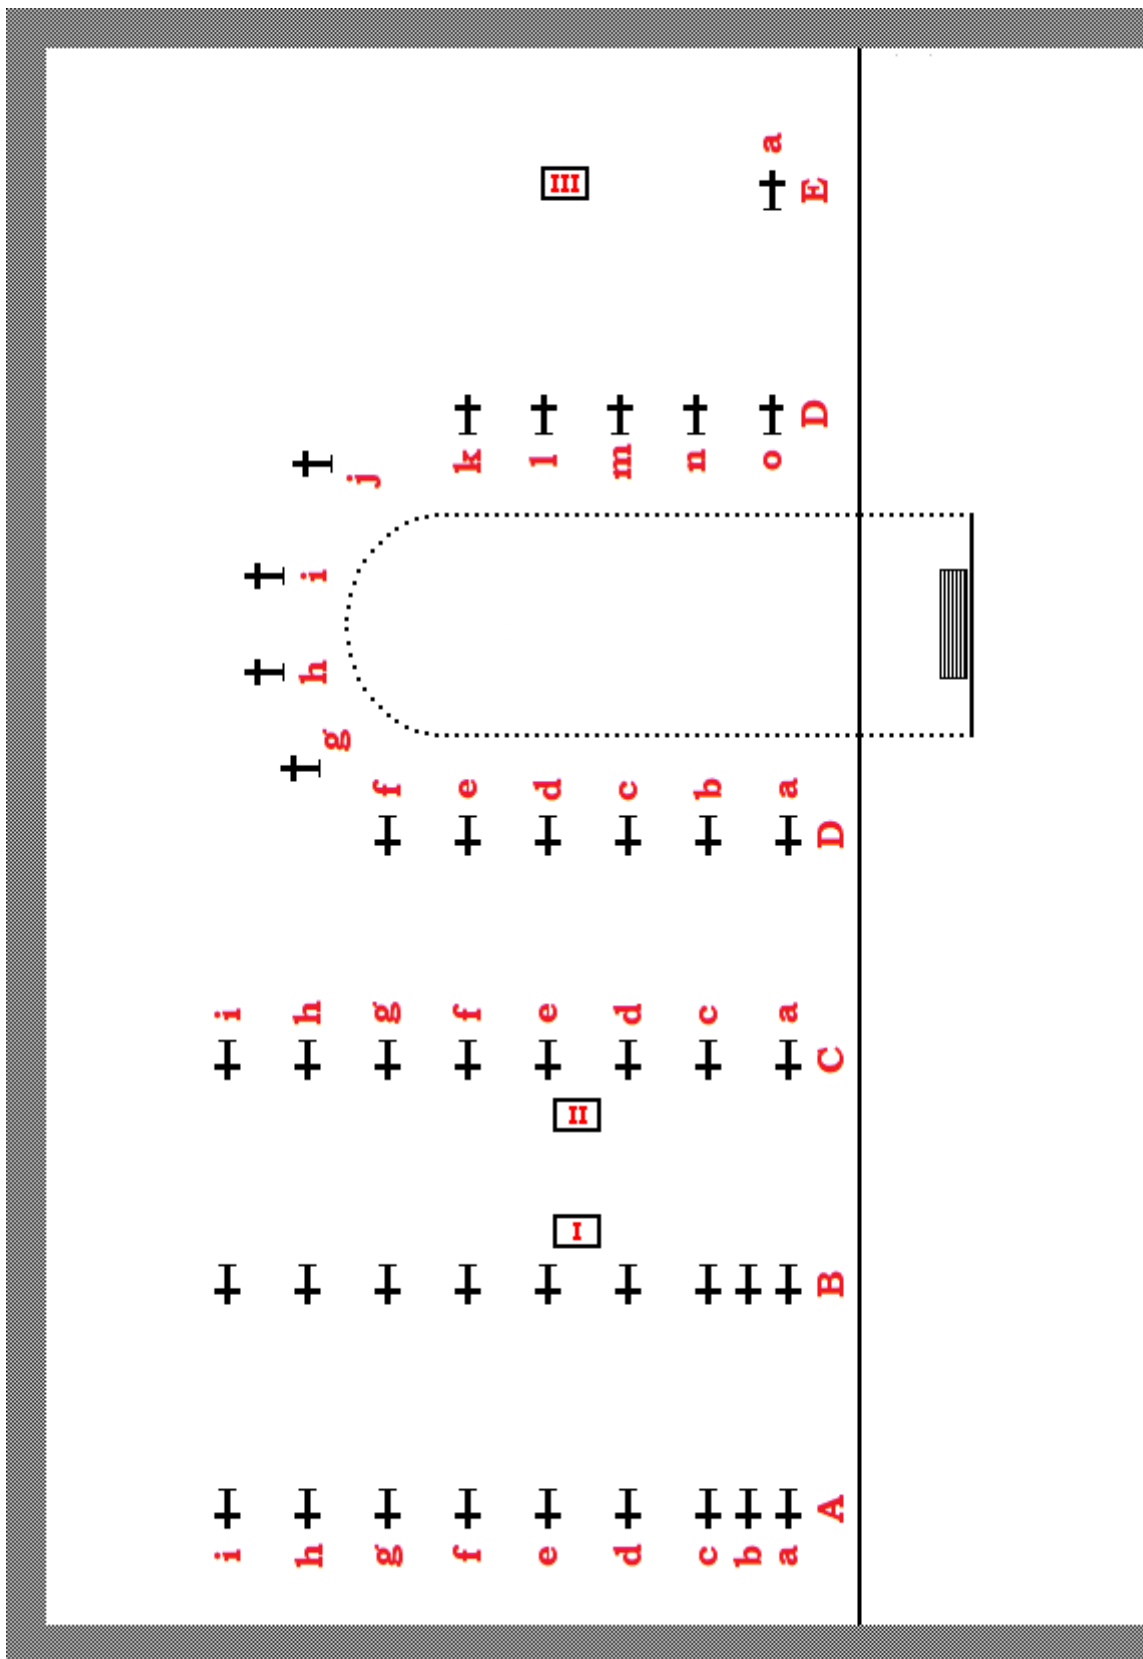 i i
h h h i
g j
g g f
f f e k
e e d l
I II III
d d c m
c c b n
b
a a a o a
A B C D D E